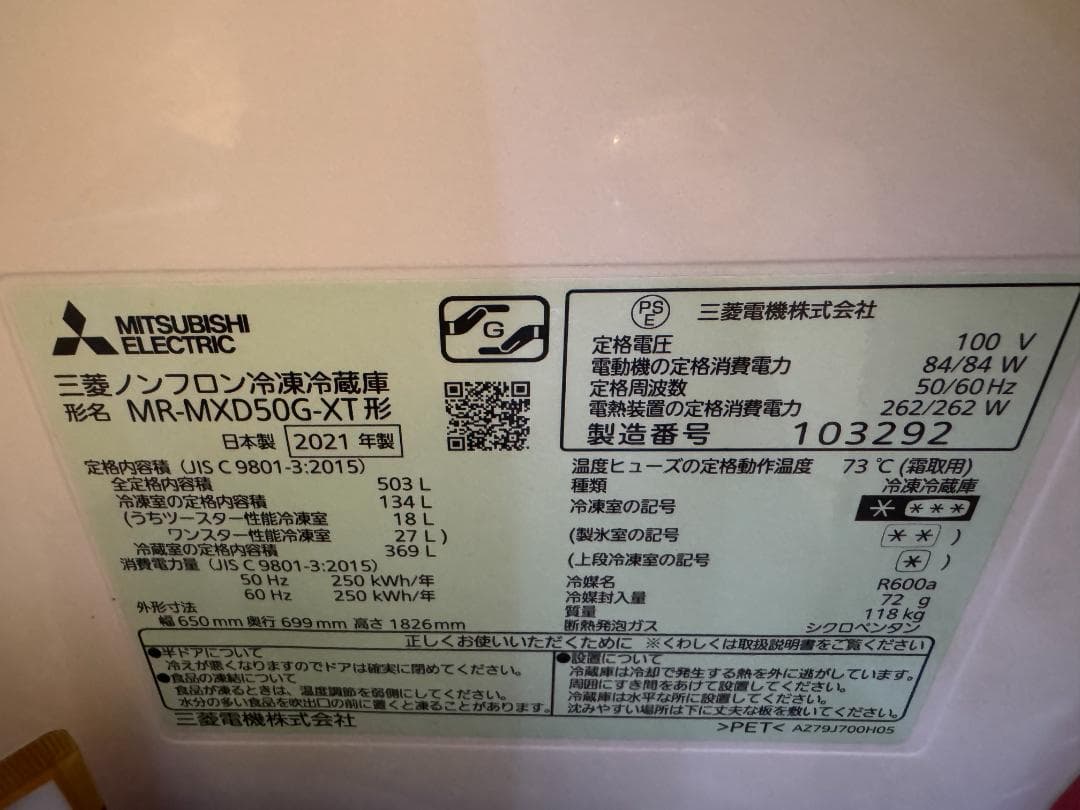 MITSUBISHI
ELECTRIC
G
三菱ノンフロン冷凍冷蔵庫
形名 MR-MXD50G-XT形
日本製 2021 年製
定格内容積 (JIS C 9801-3:2015)
全定格内容積 503 L
冷凍室の定格内容積 134 L
(うちツースター性能冷凍室 18 L
ワンスター性能冷凍室 27 L )
冷蔵室の定格内容積 369 L
消費電力量 (JIS C 9801-3:2015)
50 Hz 250 kWh/年
60 Hz 250 kWh/年
外形寸法
幅 650 mm 奥行 699 mm 高さ 1826 mm
PS
E
三菱電機株式会社
定格電圧 100 V
電動機の定格消費電力 84/84 W
定格周波数 50/60 Hz
電熱装置の定格消費電力 262/262 W
製造番号 103292
温度ヒューズの定格動作温度 73 ℃ (霜取用)
種類 冷凍冷蔵庫
冷凍室の記号 * ***
(製氷室の記号 ** )
(上段冷凍室の記号 * )
冷媒名 R600a
冷媒封入量 72 g
質量 118 kg
断熱発泡ガス シクロペンタン
正しくお使いいただくために ※くわしくは取扱説明書をご覧ください
●半ドアについて
冷えが悪くなりますのでドアは確実に閉めてください。
●食品の凍結について
食品が凍るときは、温度調節を弱側にしてください。
水分の多い食品を吹出口の前に置くと凍ることがあります。
●設置について
冷蔵庫は冷却で発生する熱を外に逃がしています。
周囲にすき間をあけて設置してください。
冷蔵庫は水平な所に設置してください。
沈みやすい場所は下に丈夫な板を敷いてください。
三菱電機株式会社
>PET< AZ79J700H05